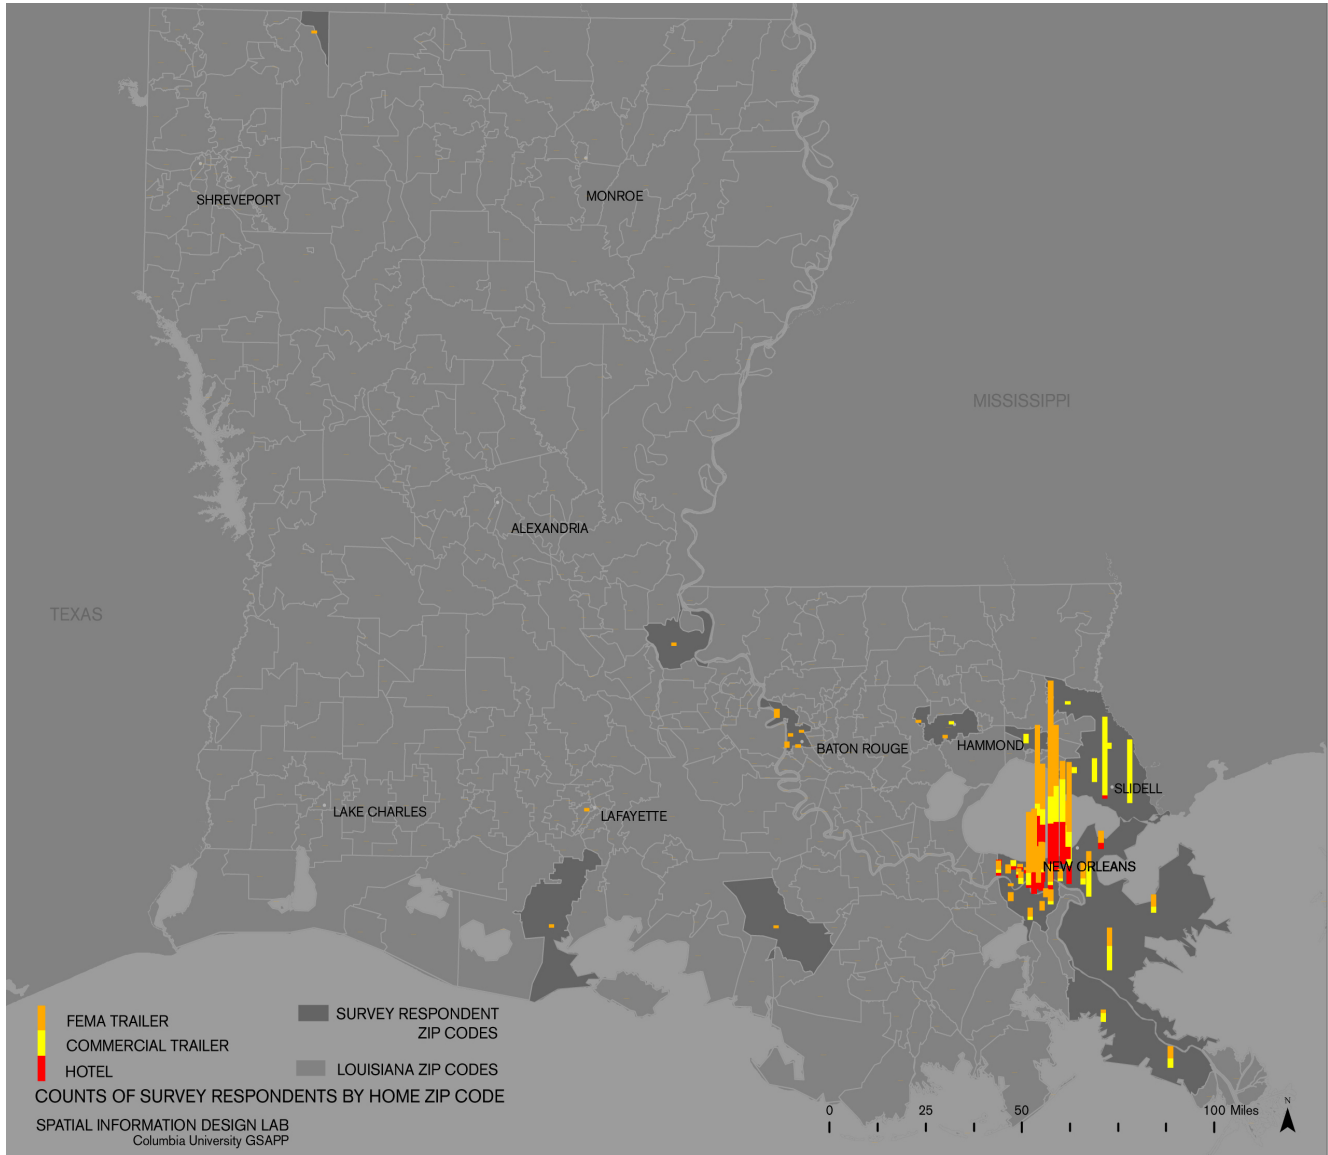 SHREVEPORT
MONROE
MISSISSIPPI
ALEXANDRIA
TEXAS
BATON ROUGE
HAMMOND
SLIDELL
LAKE CHARLES
LAFAYETTE
NEW ORLEANS
FEMA TRAILER
COMMERCIAL TRAILER
HOTEL
SURVEY RESPONDENT
ZIP CODES
LOUISIANA ZIP CODES
COUNTS OF SURVEY RESPONDENTS BY HOME ZIP CODE
SPATIAL INFORMATION DESIGN LAB
Columbia University GSAPP
0 25 50 100 Miles
N